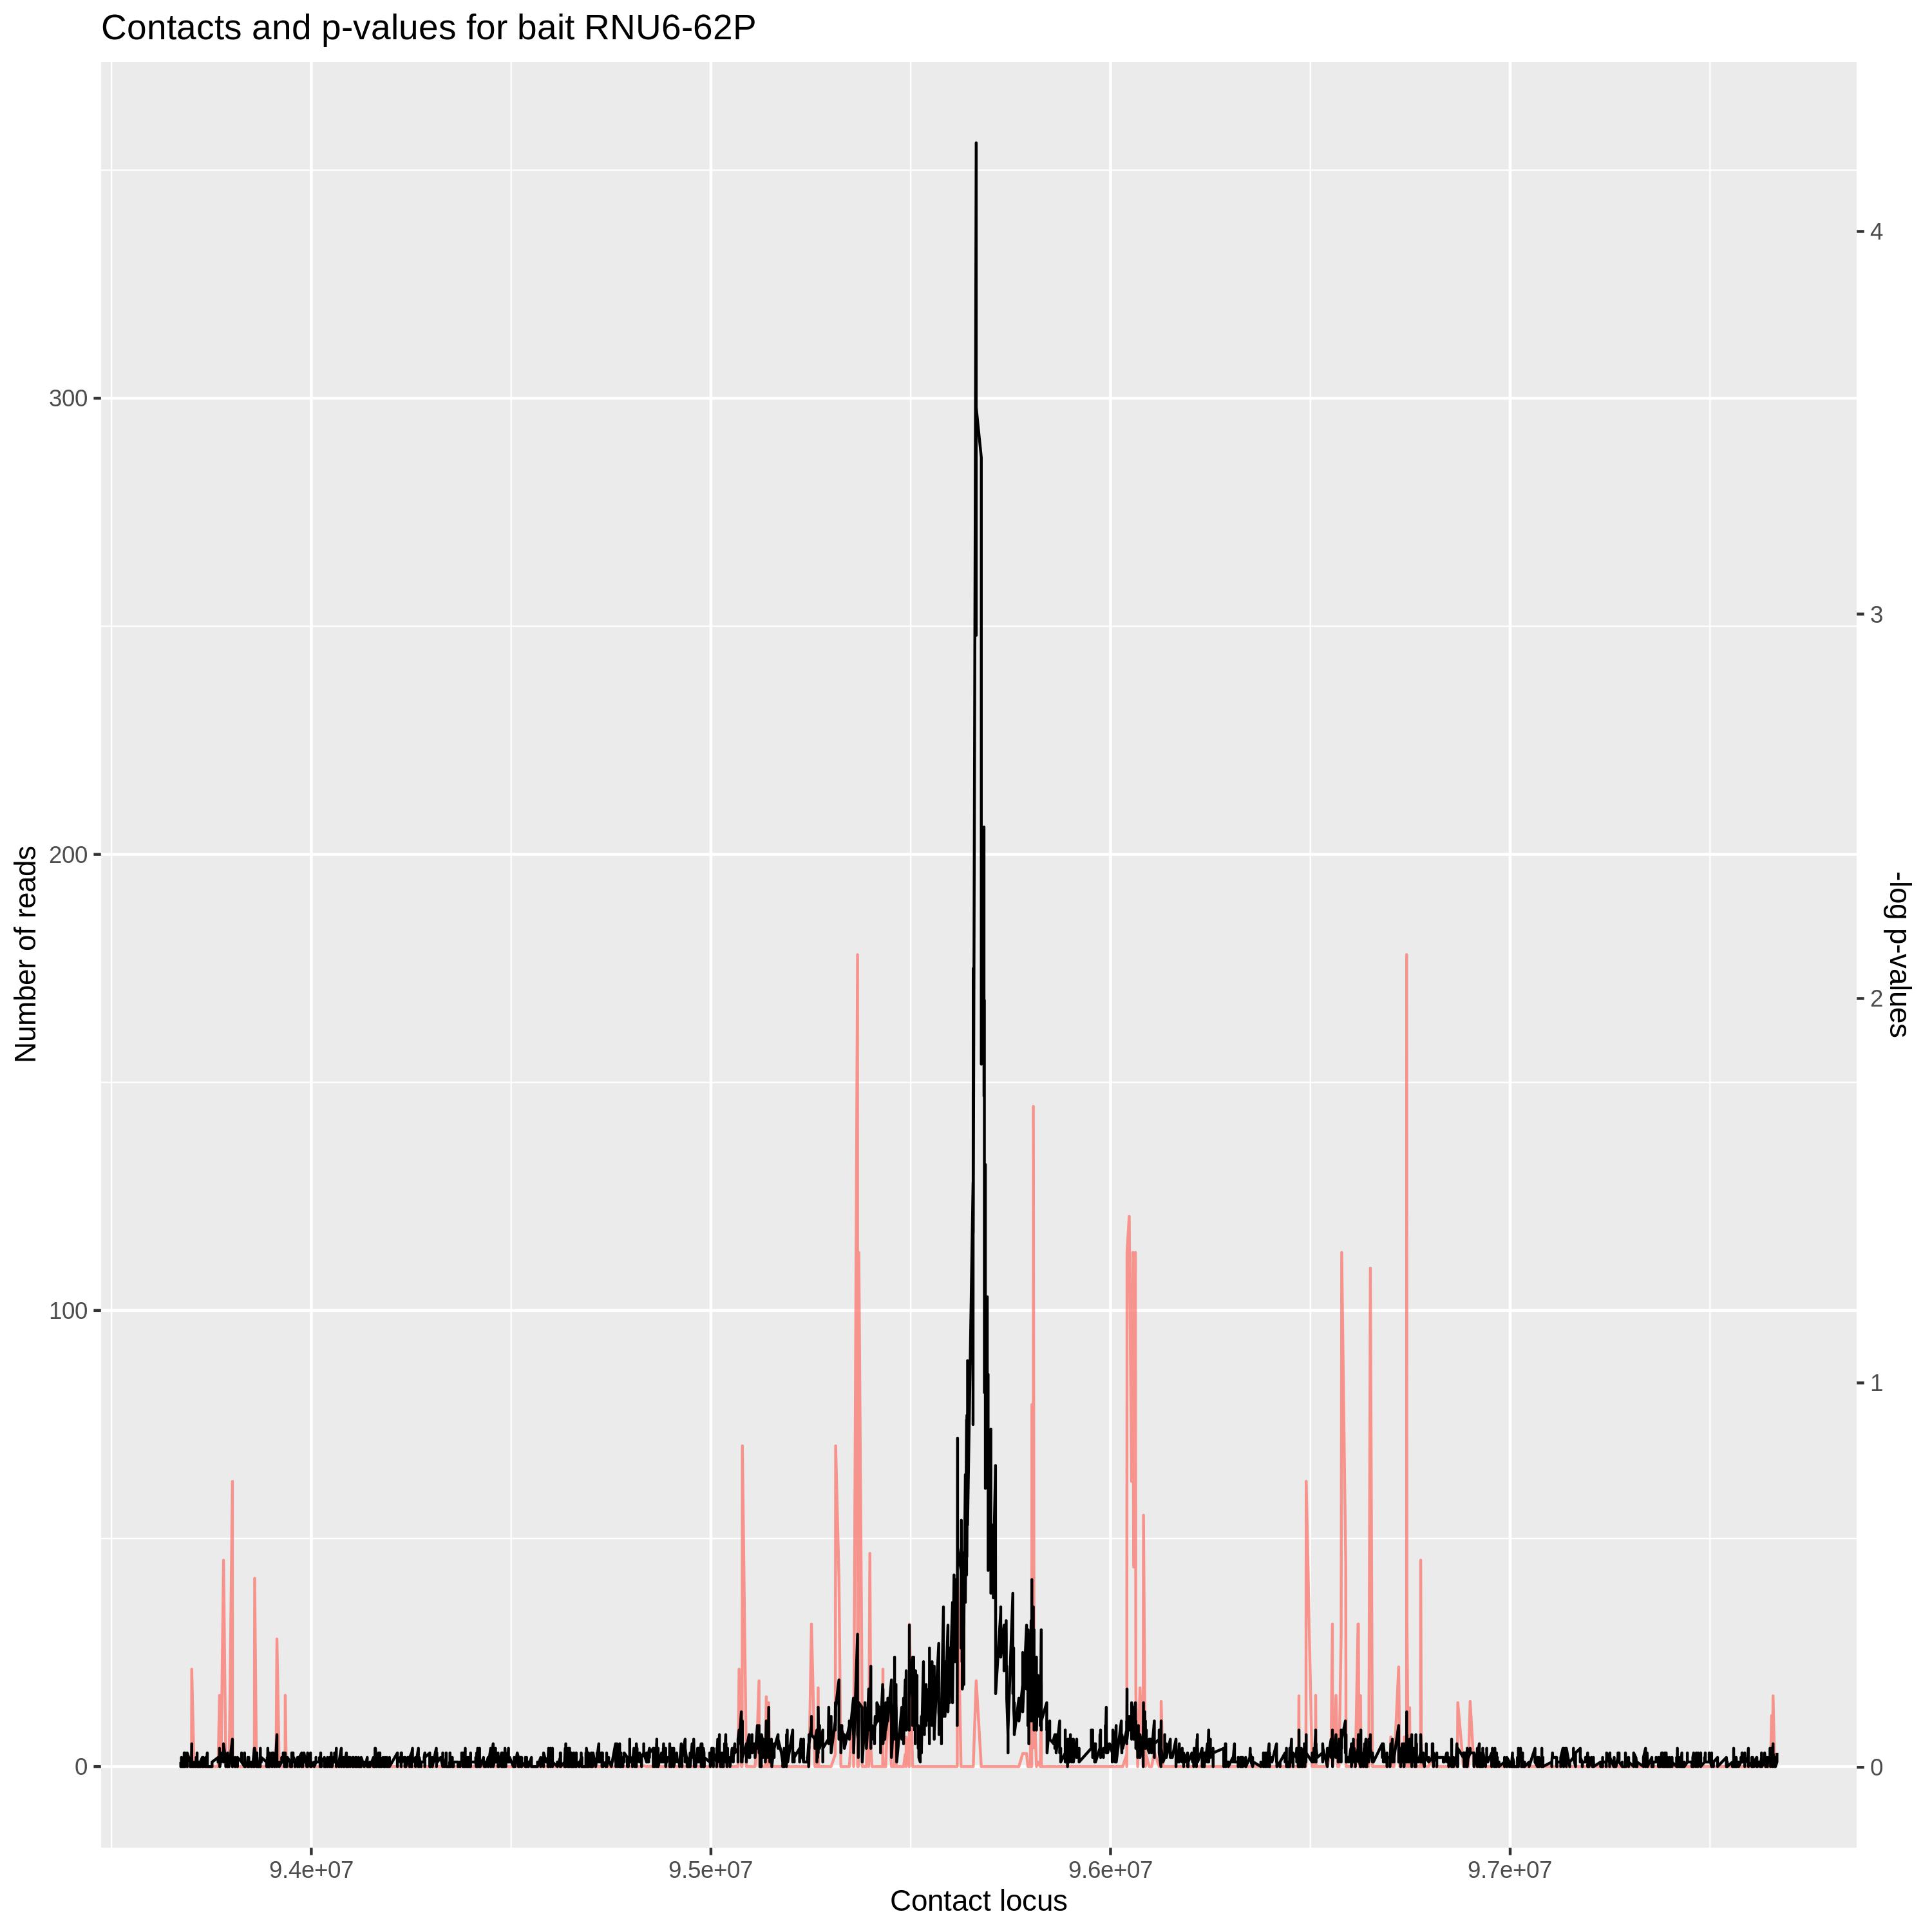 Contacts and p-values for bait RNU6-62P
Number of reads
300
200
100
0
4
3
2
1
0
-log p-values
9.4e+07
9.5e+07
9.6e+07
9.7e+07
Contact locus